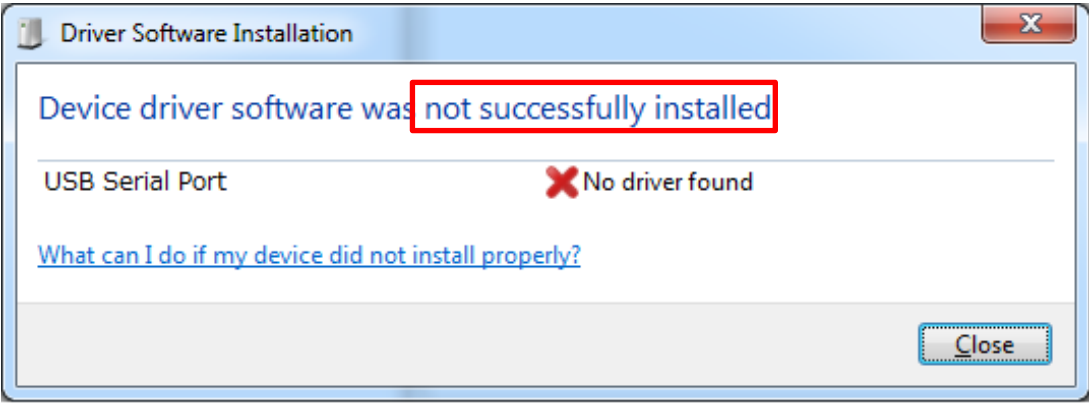 Driver Software Installation
Device driver software was not successfully installed
USB Serial Port No driver found
What can I do if my device did not install properly?
Close